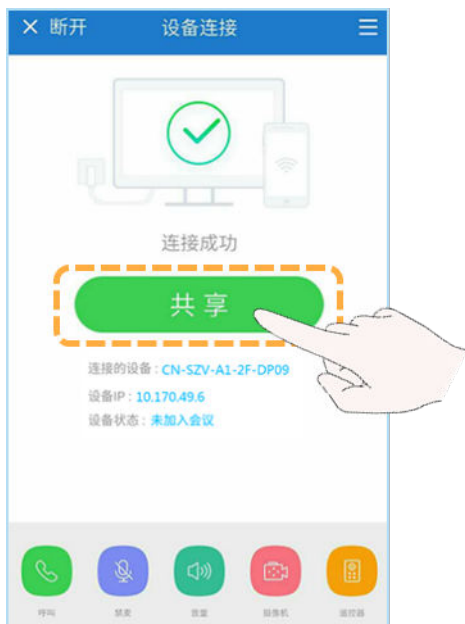 × 断开 设备连接
连接成功
共享
连接的设备 : CN-SZV-A1-2F-DP09
设备IP : 10.170.49.6
设备状态 : 未加入会议
呼叫 禁麦 音量 摄像机 遥控器